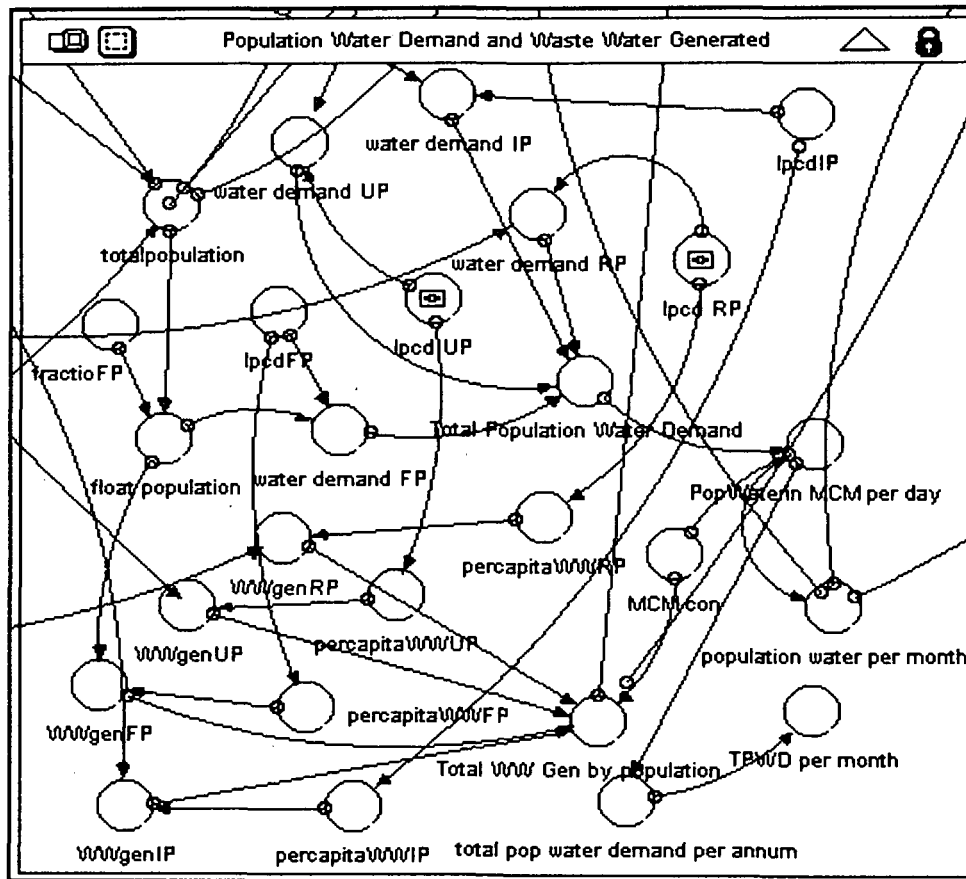 Population Water Demand and Waste Water Generated
water demand IP
lpcdIP
water demand UP
totalpopulation
water demand RP
lpcd RP
lpcd UP
lpcdFP
fractioFP
Total Population Water Demand
water demand FP
float population
PopWaterin MCM per day
percapitaWWRP
WWgenRP
MCM con
percapitaWWUP
WWgenUP
population water per month
percapitaWWFP
WWgenFP
TPWD per month
Total WW Gen by population
total pop water demand per annum
WWgenIP
percapitaWWIP